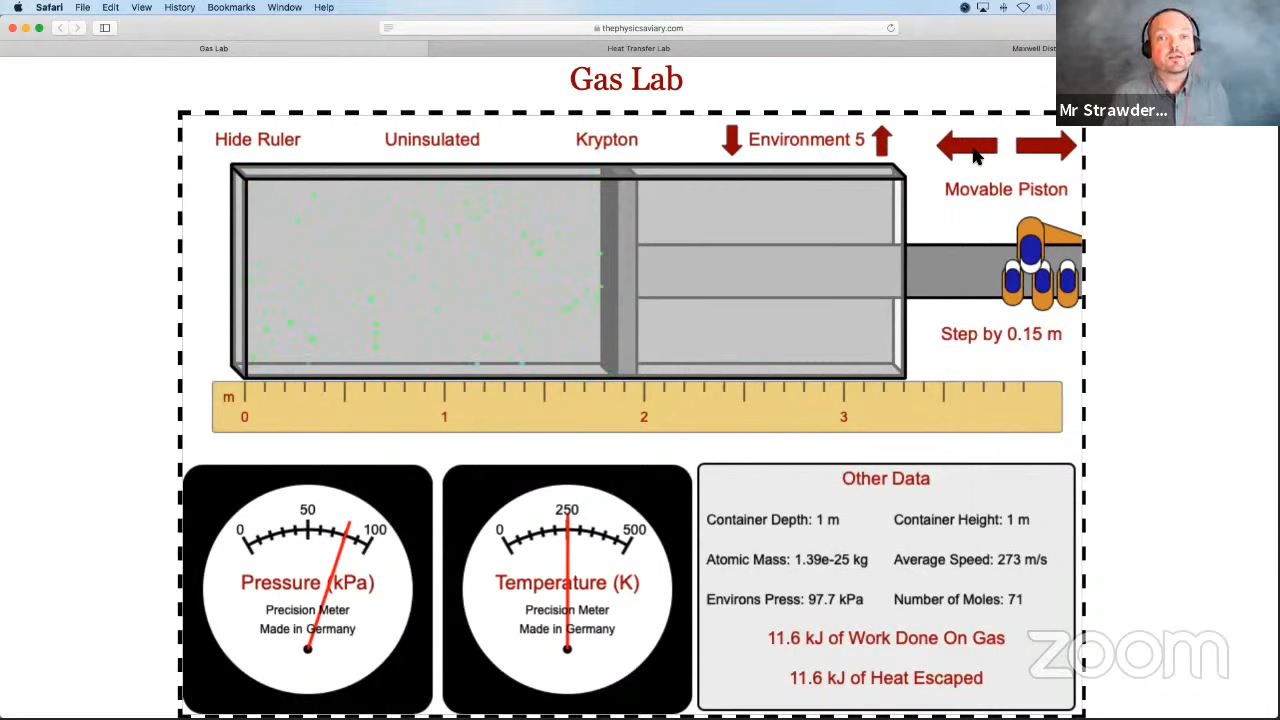 Safari File Edit View History Bookmarks Window Help
thephysicsaviary.com
Gas Lab Heat Transfer Lab Maxwell Dist
Gas Lab
Mr Strawder...
Hide Ruler Uninsulated Krypton Environment 5
Movable Piston
Step by 0.15 m
m 0 1 2 3
0 50 100
Pressure (kPa)
Precision Meter
Made in Germany
0 250 500
Temperature (K)
Precision Meter
Made in Germany
Other Data
Container Depth: 1 m Container Height: 1 m
Atomic Mass: 1.39e-25 kg Average Speed: 273 m/s
Environs Press: 97.7 kPa Number of Moles: 71
11.6 kJ of Work Done On Gas
11.6 kJ of Heat Escaped
zoom